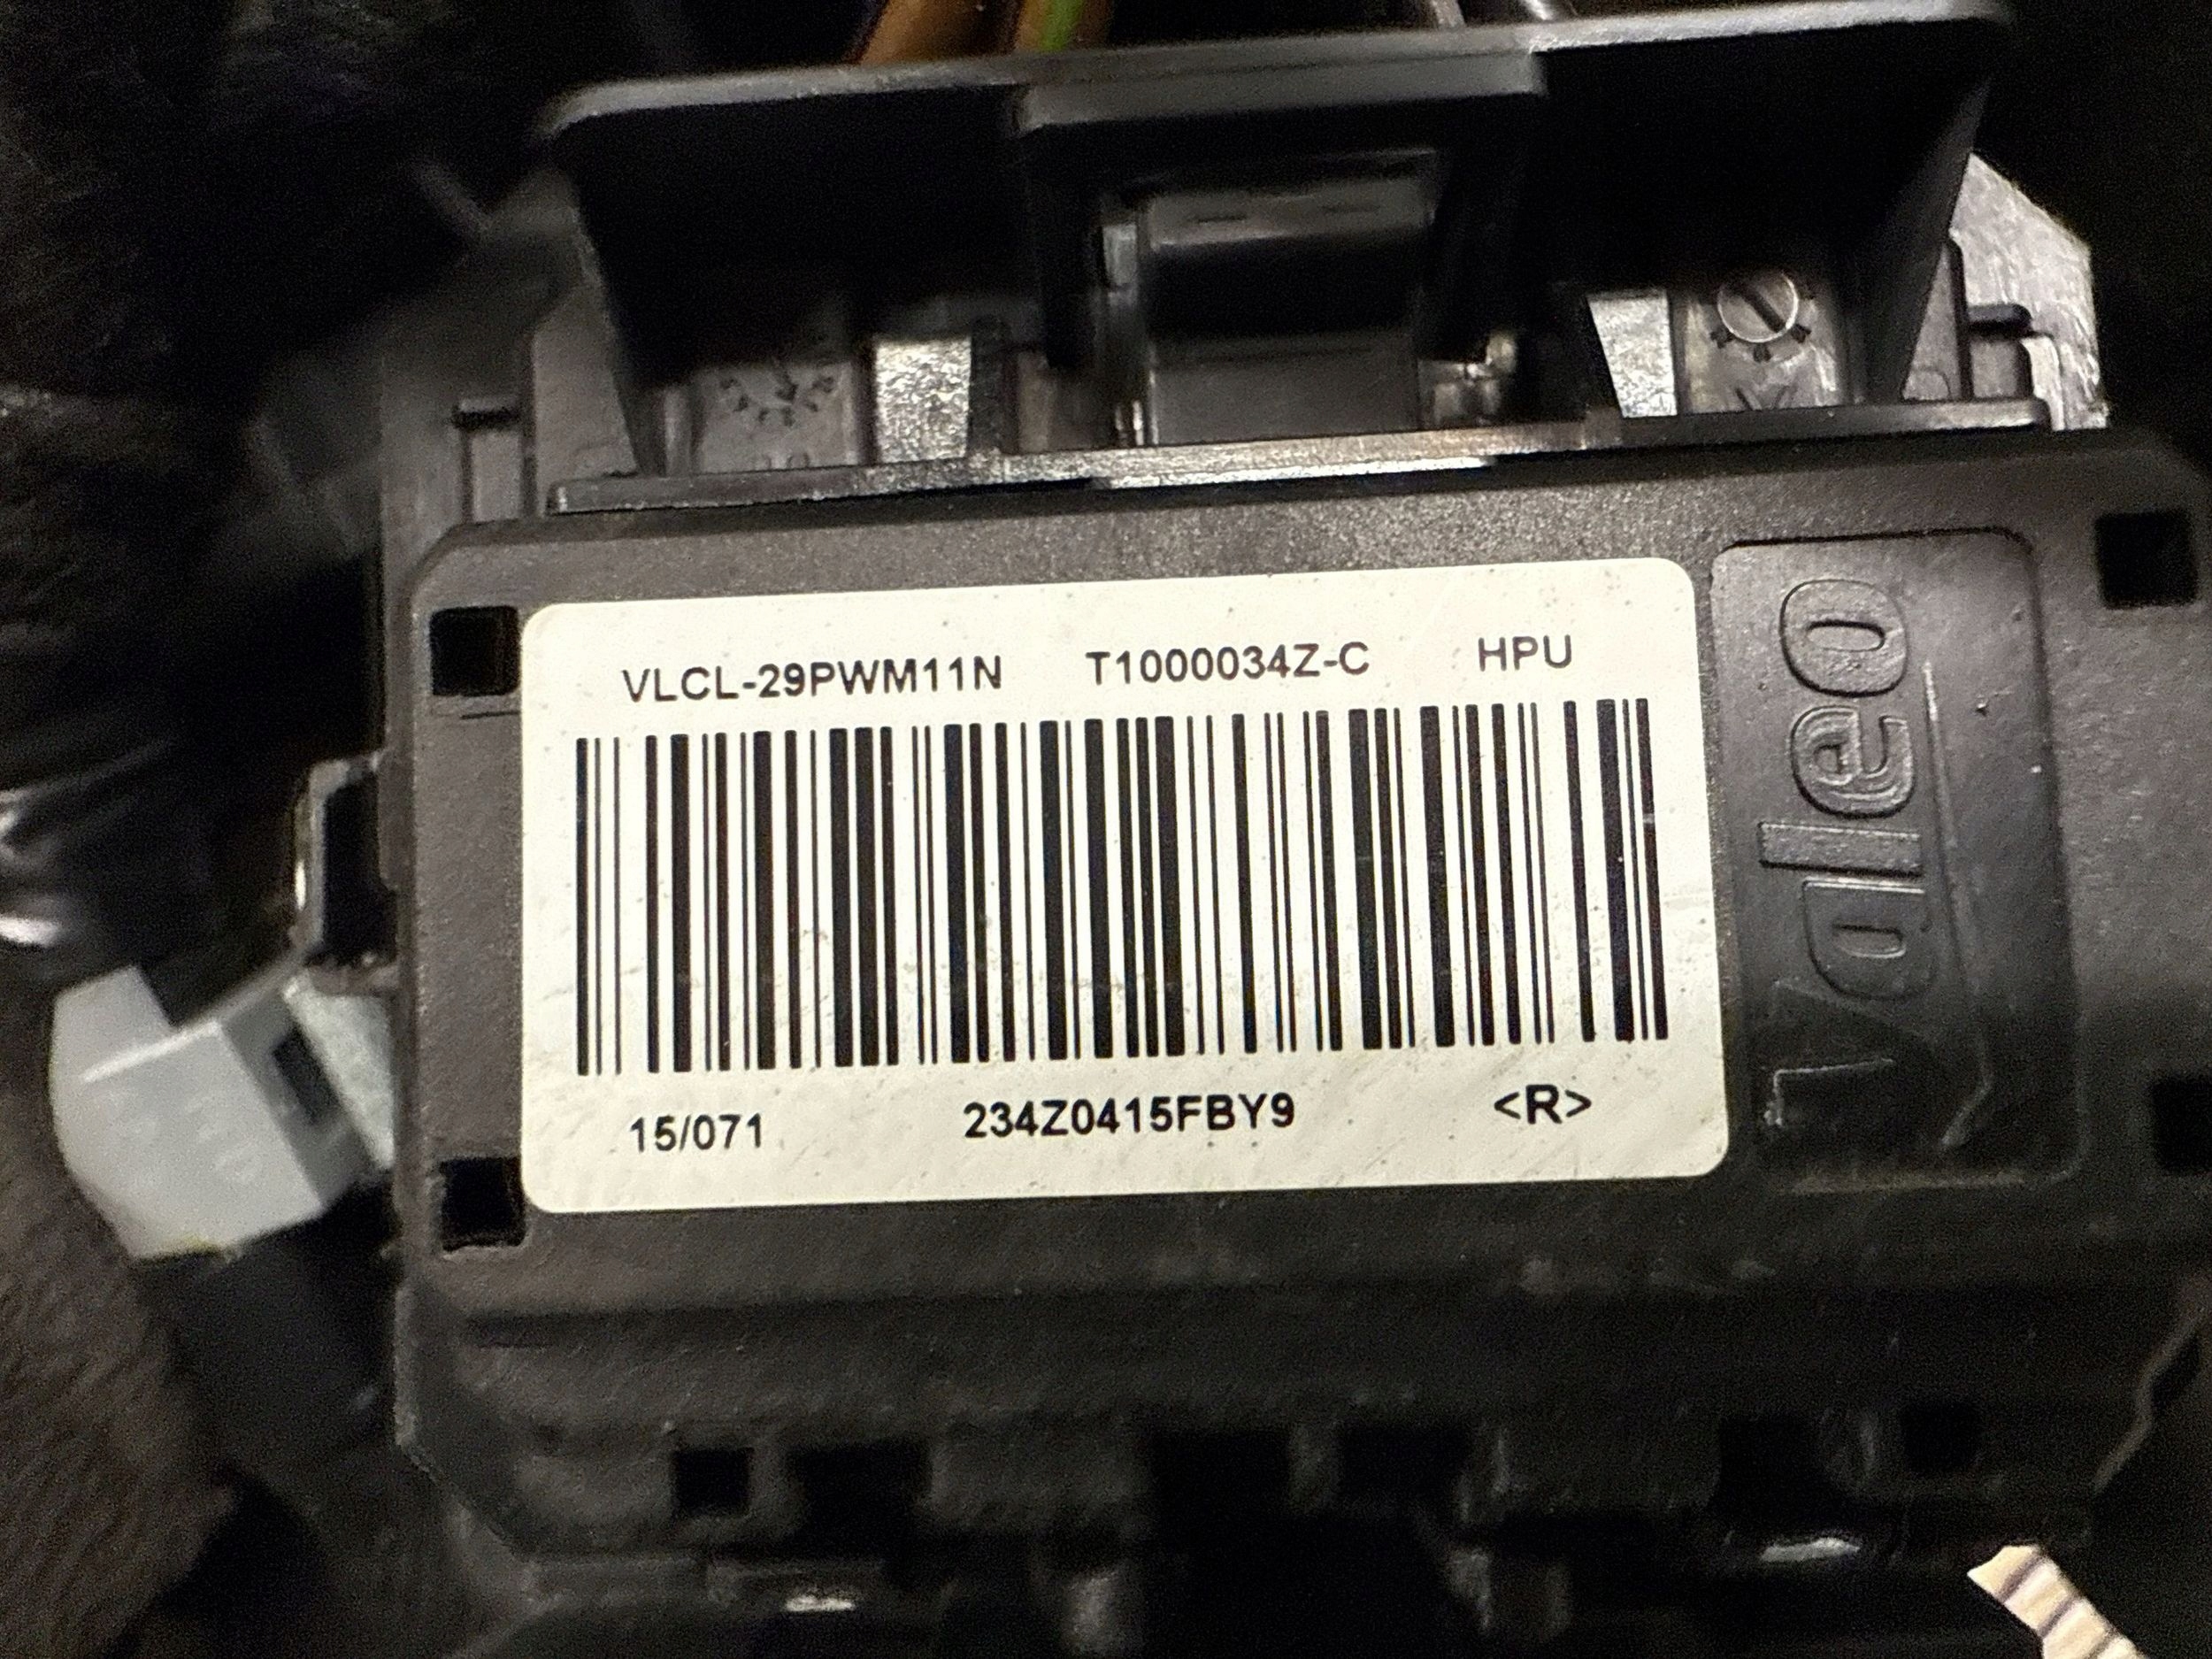 VLCL-29PWM11N T1000034Z-C HPU
15/071 234Z0415FBY9 <R>
Valeo